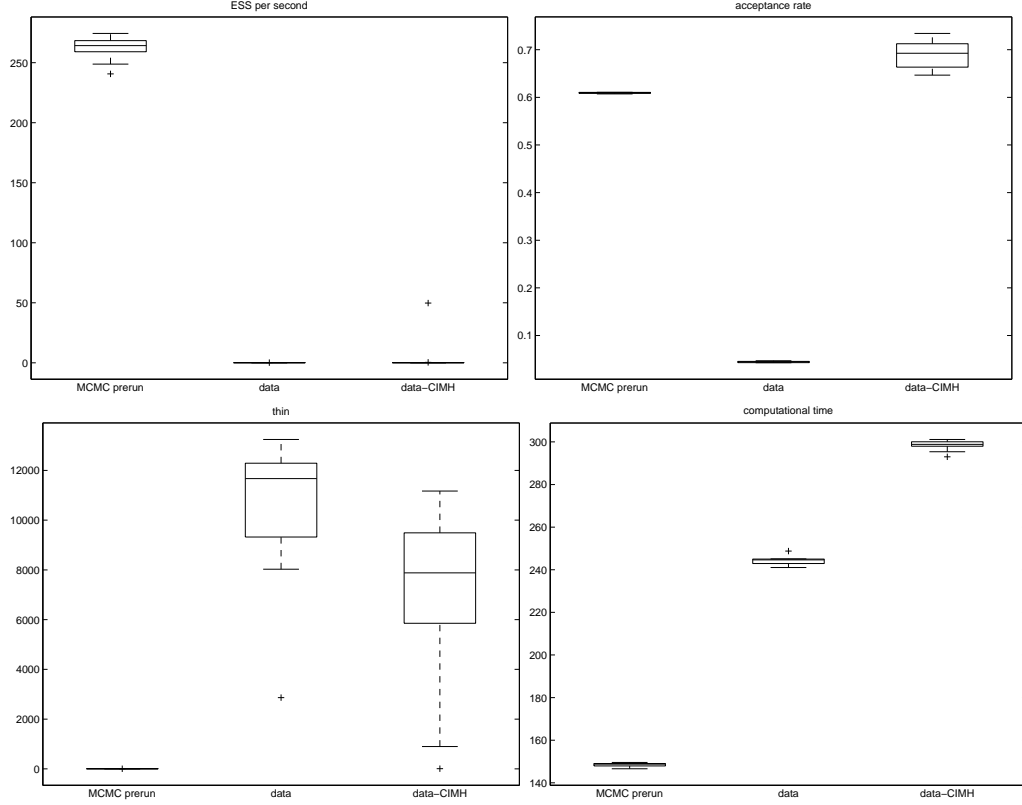 ESS per second
250
200
150
100
50
0
MCMC prerun
data
data−CIMH
acceptance rate
0.7
0.6
0.5
0.4
0.3
0.2
0.1
MCMC prerun
data
data−CIMH
thin
12000
10000
8000
6000
4000
2000
0
MCMC prerun
data
data−CIMH
computational time
300
280
260
240
220
200
180
160
140
MCMC prerun
data
data−CIMH